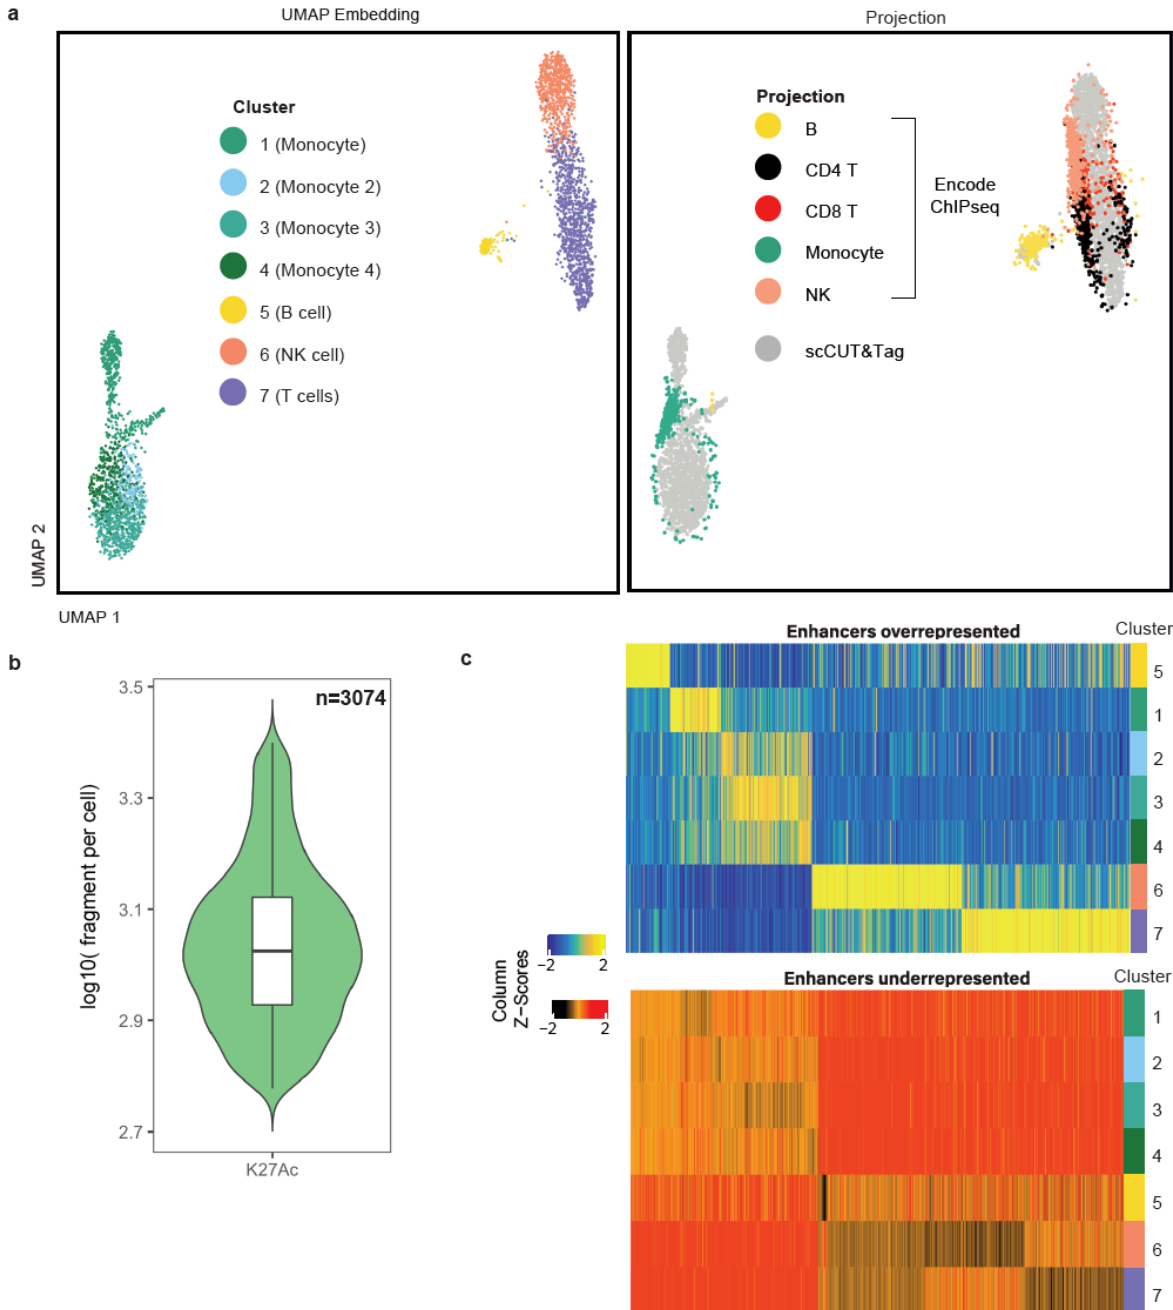 a
UMAP Embedding
Projection
Cluster
1 (Monocyte)
2 (Monocyte 2)
3 (Monocyte 3)
4 (Monocyte 4)
5 (B cell)
6 (NK cell)
7 (T cells)
Projection
B
CD4 T
CD8 T
Monocyte
NK
Encode
ChIPseq
scCUT&Tag
UMAP 2
UMAP 1
b
n=3074
3.5
3.3
3.1
2.9
2.7
log10( fragment per cell)
K27Ac
c
Enhancers overrepresented
Cluster
5
1
2
3
4
6
7
Column
Z-Scores
-2 2
-2 2
Enhancers underrepresented
Cluster
1
2
3
4
5
6
7